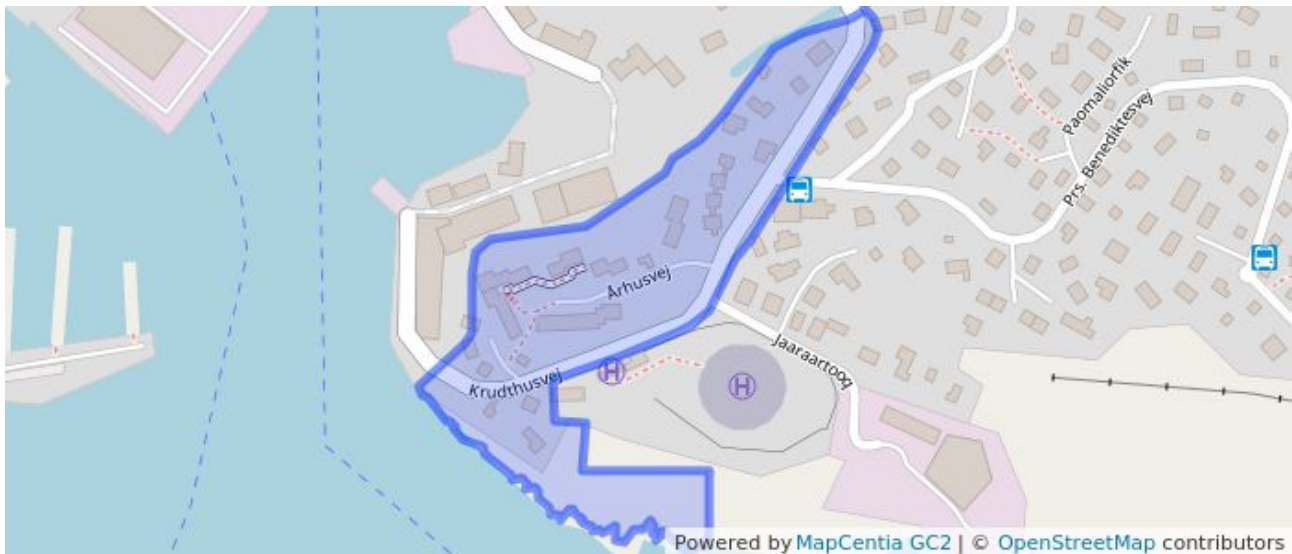 Paomaliorfik
Prs. Benediktesvej
Århusvej
Jaaraartooq
H
H
Krudthusvej
Powered by MapCentia GC2 | © OpenStreetMap contributors